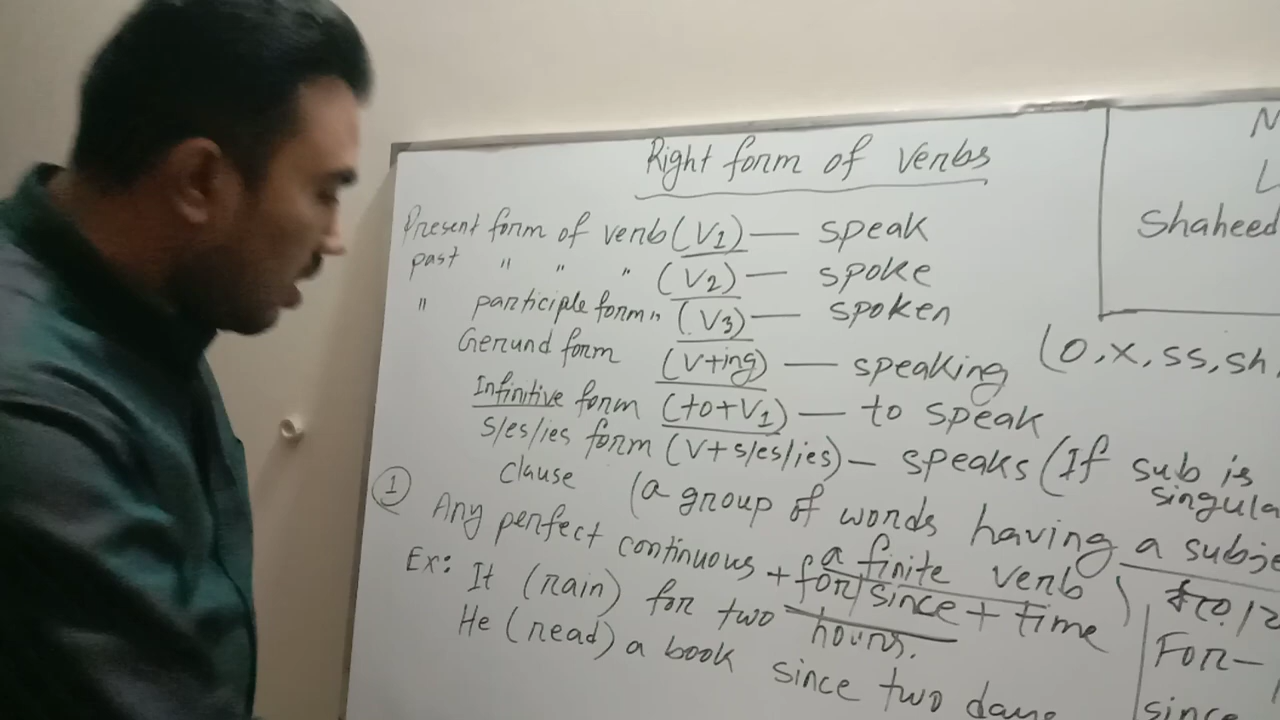 Right form of verbs
Present form of verb (V1) — speak
past " " " (V2) — spoke
" participle form " (V3) — spoken
Gerund form (V+ing) — speaking
Infinitive form (to+V1) — to speak
s/es/ies form (V+s/es/ies) — speaks (If sub is
singula
clause (a group of words having a subje
a finite verb)
① Any perfect continuous + for/since + time
Ex: It (rain) for two hours.
He (read) a book since two days
N
L
Shaheed
(o, x, ss, sh,
For—
since